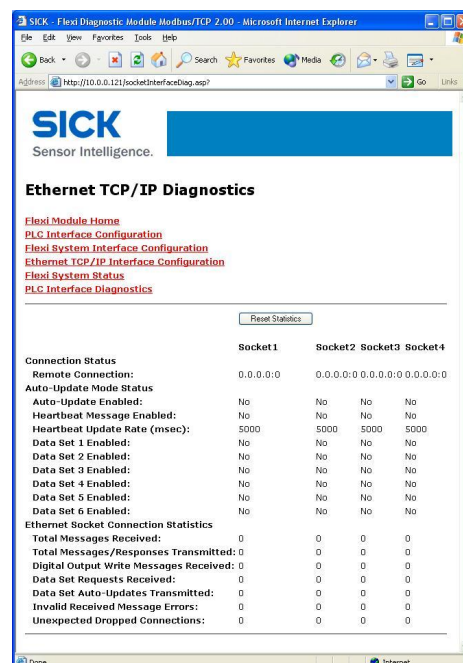 SICK - Flexi Diagnostic Module Modbus/TCP 2.00 - Microsoft Internet Explorer
File Edit View Favorites Tools Help
Back Search Favorites Media
Address http://10.0.0.121/socketInterfaceDiag.asp? Go Links
SICK
Sensor Intelligence.
Ethernet TCP/IP Diagnostics
Flexi Module Home
PLC Interface Configuration
Flexi System Interface Configuration
Ethernet TCP/IP Interface Configuration
Flexi System Status
PLC Interface Diagnostics
Reset Statistics
Socket1 Socket2 Socket3 Socket4
Connection Status
Remote Connection: 0.0.0.0:0 0.0.0.0:0 0.0.0.0:0 0.0.0.0:0
Auto-Update Mode Status
Auto-Update Enabled: No No No No
Heartbeat Message Enabled: No No No No
Heartbeat Update Rate (msec): 5000 5000 5000 5000
Data Set 1 Enabled: No No No No
Data Set 2 Enabled: No No No No
Data Set 3 Enabled: No No No No
Data Set 4 Enabled: No No No No
Data Set 5 Enabled: No No No No
Data Set 6 Enabled: No No No No
Ethernet Socket Connection Statistics
Total Messages Received: 0 0 0 0
Total Messages/Responses Transmitted: 0 0 0 0
Digital Output Write Messages Received: 0 0 0 0
Data Set Requests Received: 0 0 0 0
Data Set Auto-Updates Transmitted: 0 0 0 0
Invalid Received Message Errors: 0 0 0 0
Unexpected Dropped Connections: 0 0 0 0
Done Internet